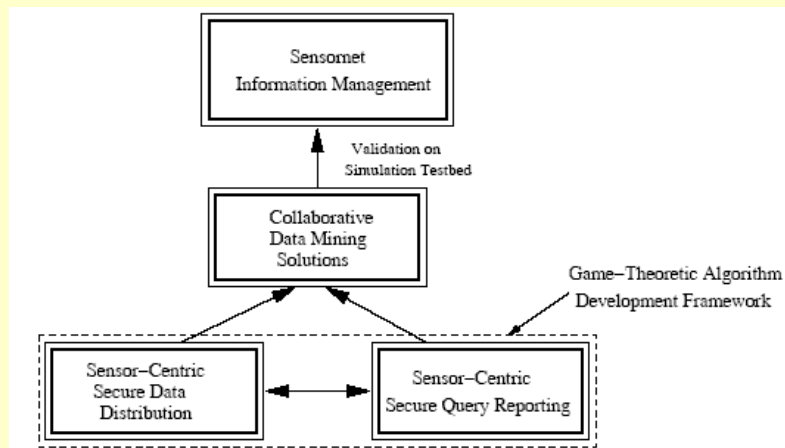 Sensornet
Information Management
Validation on
Simulation Testbed
Collaborative
Data Mining
Solutions
Game–Theoretic Algorithm
Development Framework
Sensor–Centric
Secure Data
Distribution
Sensor–Centric
Secure Query Reporting